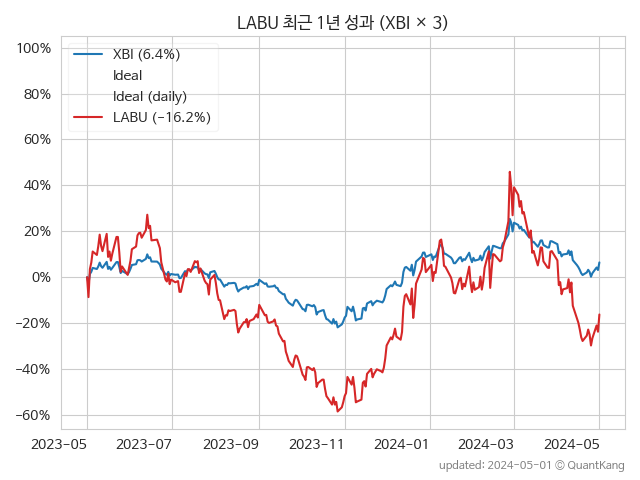 LABU 최근 1년 성과 (XBI × 3)
XBI (6.4%)
Ideal
Ideal (daily)
LABU (−16.2%)
100%
80%
60%
40%
20%
0%
−20%
−40%
−60%
2023-05 2023-07 2023-09 2023-11 2024-01 2024-03 2024-05
updated: 2024-05-01 © QuantKang